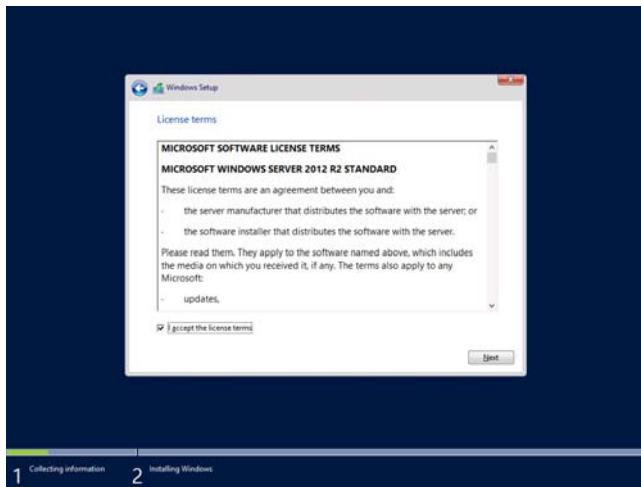 Windows Setup
License terms
MICROSOFT SOFTWARE LICENSE TERMS
MICROSOFT WINDOWS SERVER 2012 R2 STANDARD
These license terms are an agreement between you and:
· the server manufacturer that distributes the software with the server; or
· the software installer that distributes the software with the server.
Please read them. They apply to the software named above, which includes
the media on which you received it, if any. The terms also apply to any
Microsoft:
· updates,
I accept the license terms
Next
1 Collecting information 2 Installing Windows